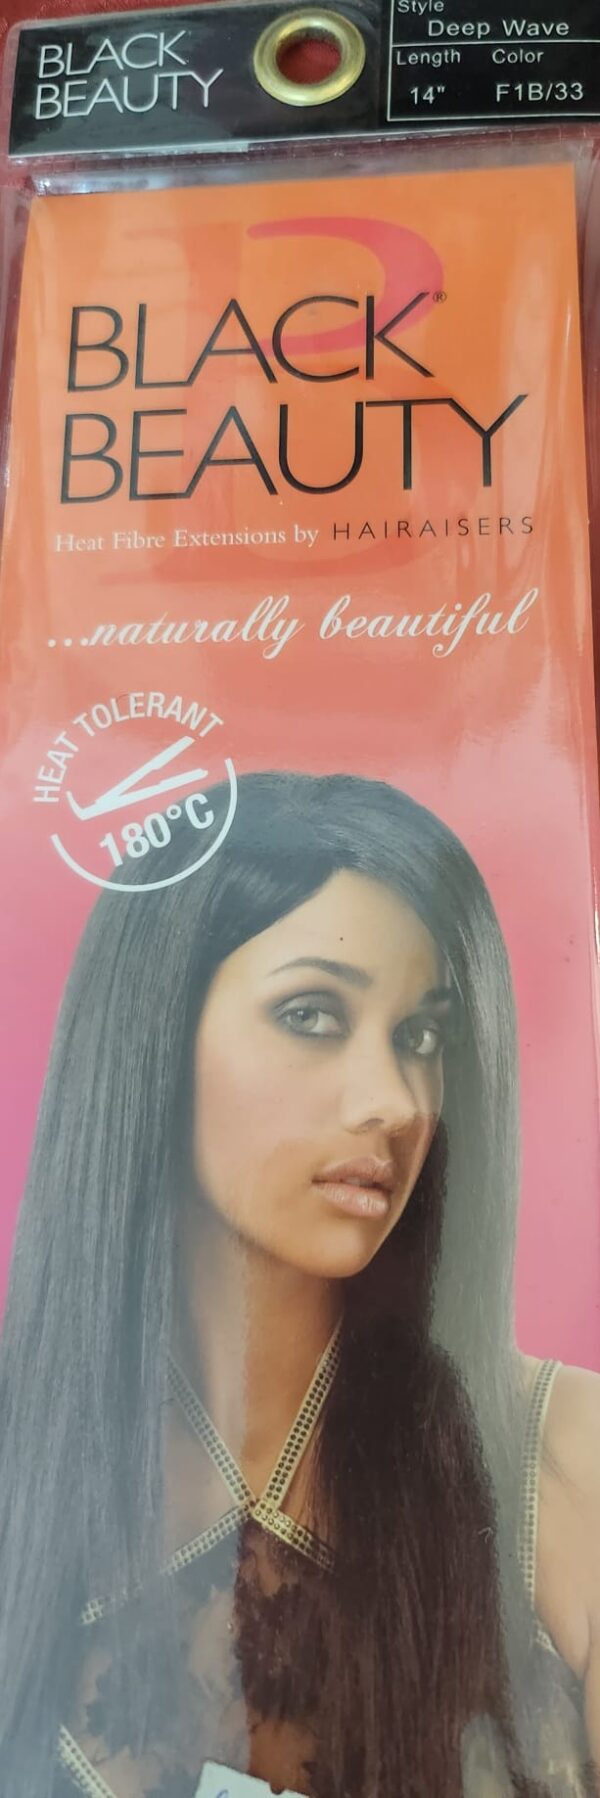 BLACK
BEAUTY
Style
Deep Wave
Length Color
14" F1B/33
BLACK®
BEAUTY
Heat Fibre Extensions by HAIRAISERS
...naturally beautiful
HEAT TOLERANT
180°C